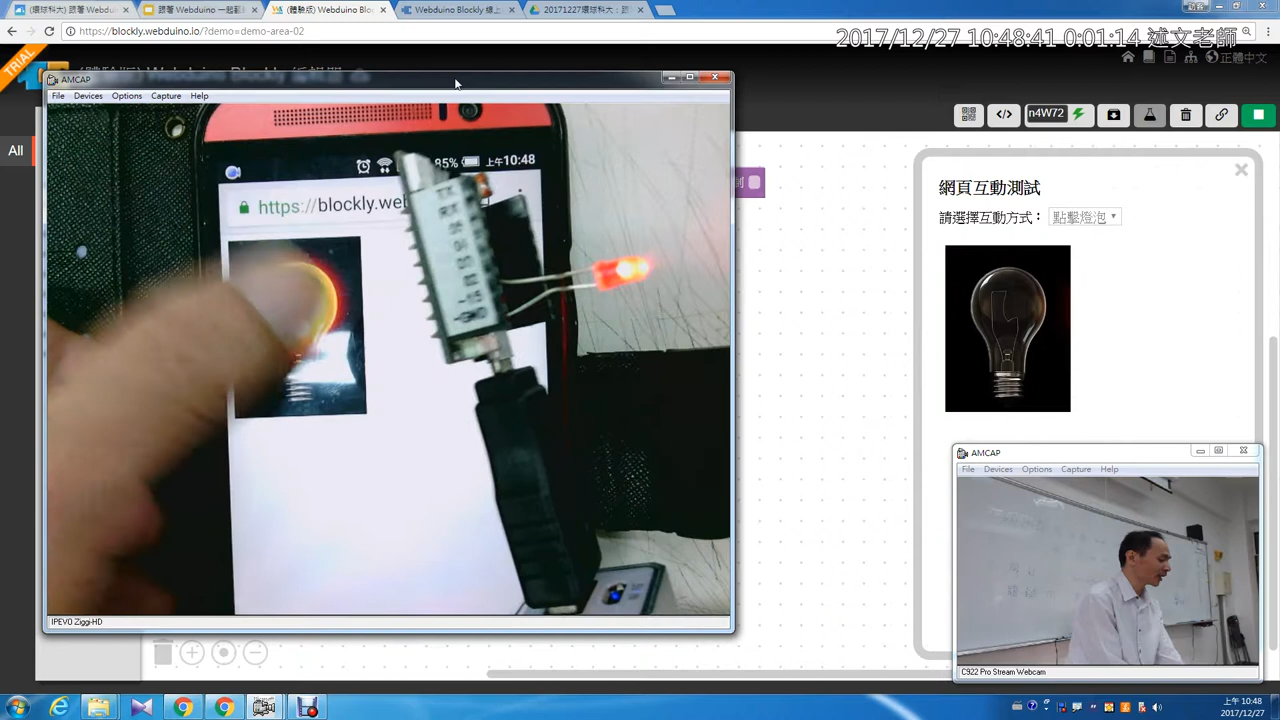 (環球科大) 跟著 Webdu
跟著 Webduino 一起
(體驗版) Webduino Bloc
Webduino Blockly 線上
20171227環球科大：
https://blockly.webduino.io/?demo=demo-area-02
2017/12/27 10:48:41 0:01:14 述文老師
TRIAL
正體中文
AMCAP
File Devices Options Capture Help
n4W72
All
85% 上午10:48
https://blockly.we
網頁互動測試
請選擇互動方式： 點擊燈泡
AMCAP
File Devices Options Capture Help
IPEVO Ziggi-HD
C922 Pro Stream Webcam
上午 10:48
2017/12/27